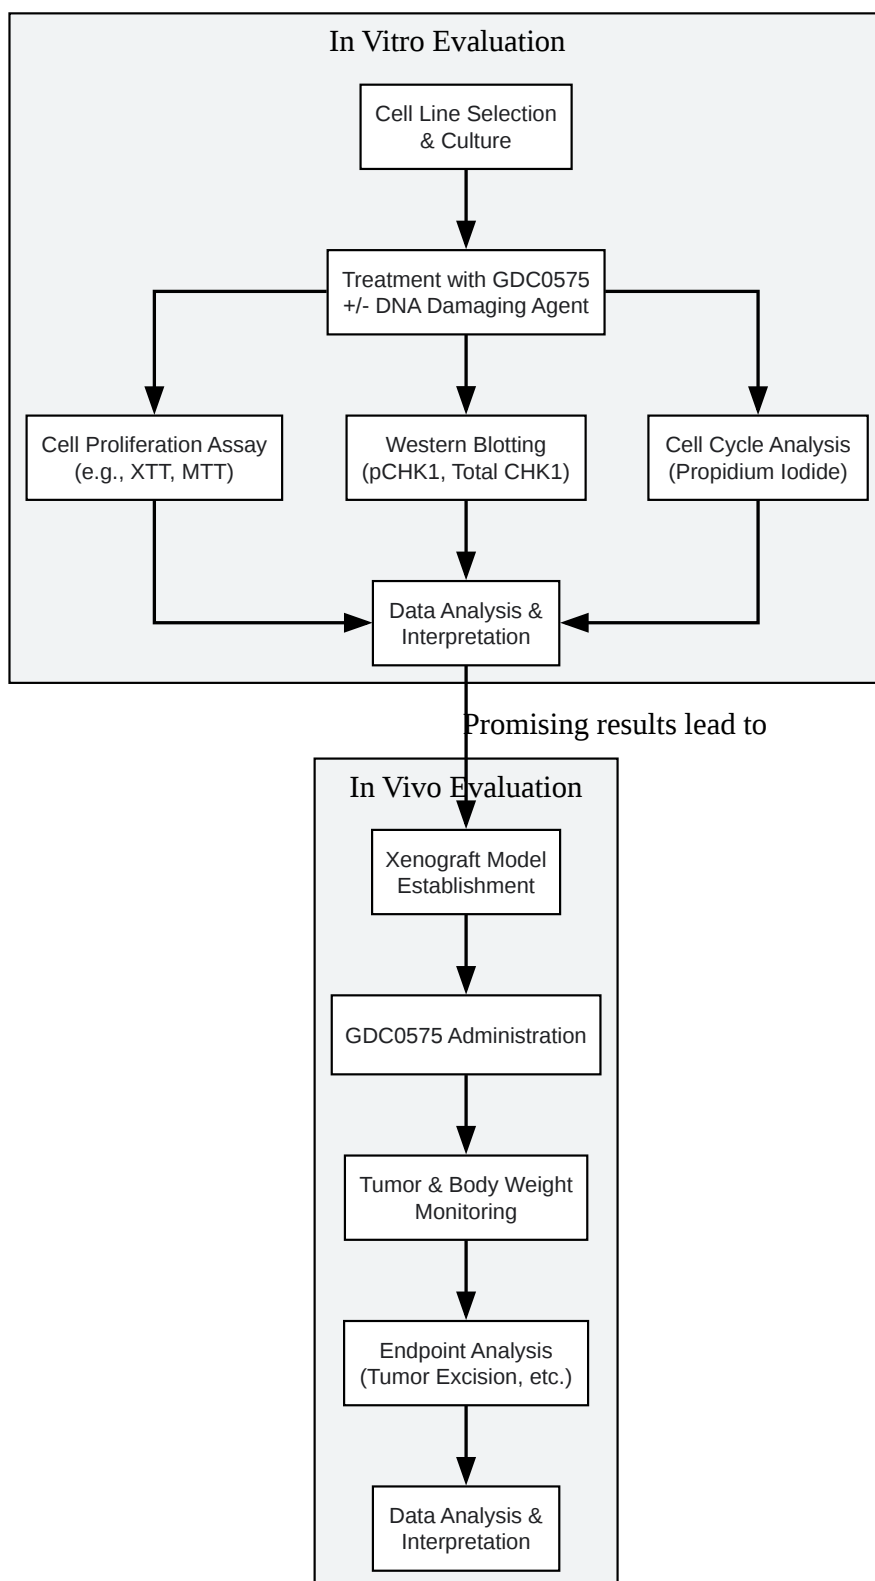 In Vitro Evaluation
Cell Line Selection
& Culture
Treatment with GDC0575
+/- DNA Damaging Agent
Cell Proliferation Assay
(e.g., XTT, MTT)
Western Blotting
(pCHK1, Total CHK1)
Cell Cycle Analysis
(Propidium Iodide)
Data Analysis &
Interpretation
Promising results lead to
In Vivo Evaluation
Xenograft Model
Establishment
GDC0575 Administration
Tumor & Body Weight
Monitoring
Endpoint Analysis
(Tumor Excision, etc.)
Data Analysis &
Interpretation